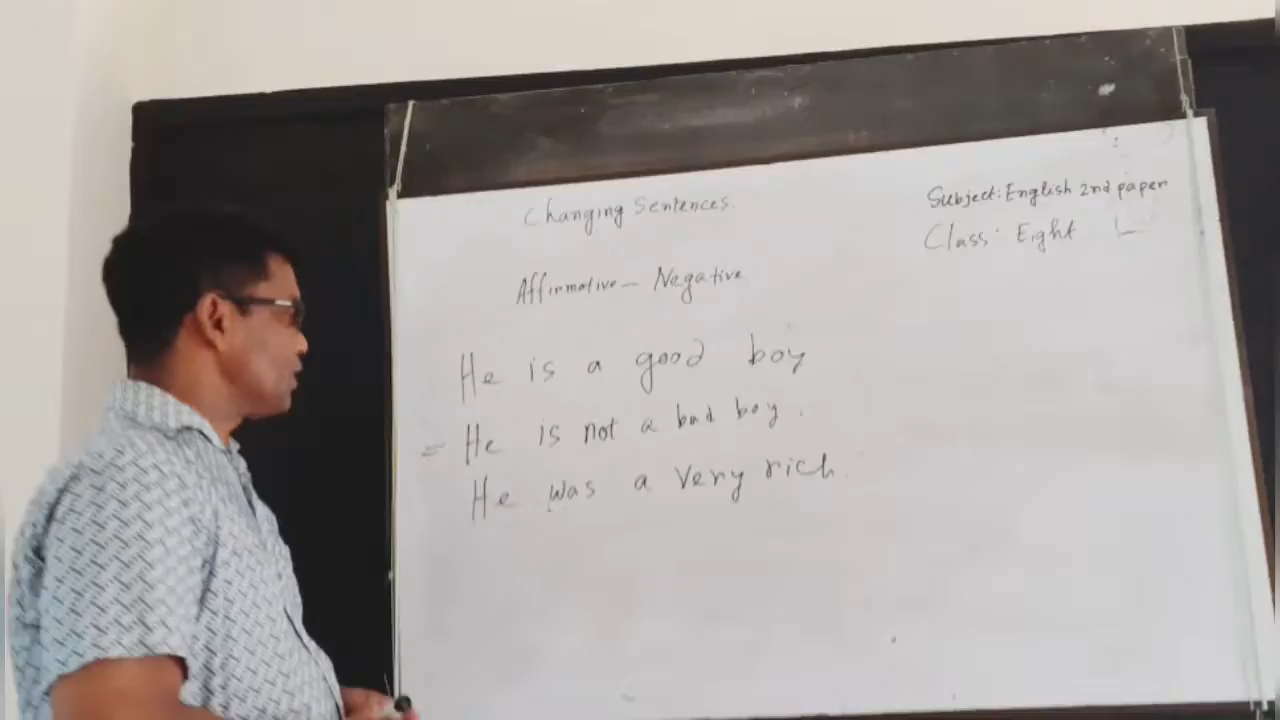 Changing Sentences.
Subject: English 2nd paper
Class: Eight
Affirmative - Negative
He is a good boy
= He is not a bad boy.
He was a very rich.